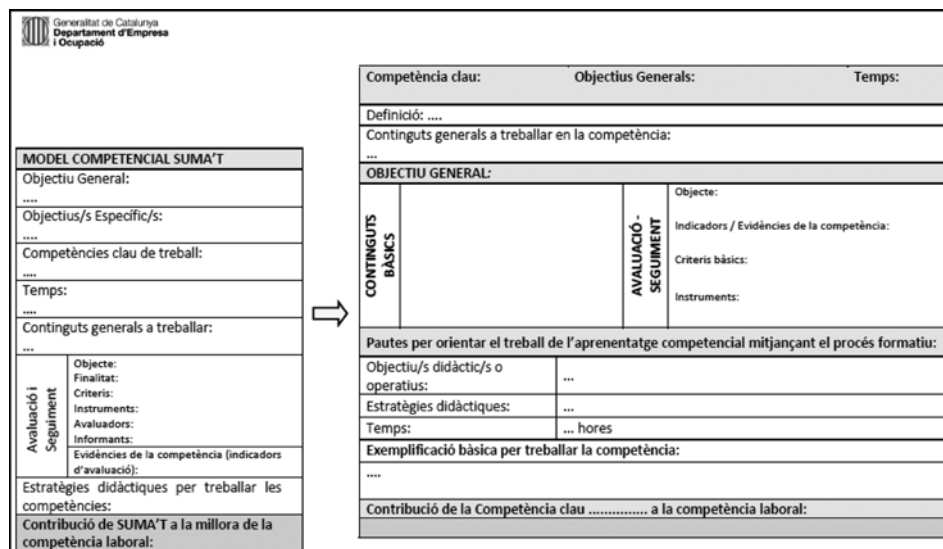 Generalitat de Catalunya
Departament d'Empresa
i Ocupació
MODEL COMPETENCIAL SUMA'T
Objectiu General:
....
Objectius/s Específic/s:
....
Competències clau de treball:
....
Temps:
....
Continguts generals a treballar:
...
Avaluació i
Seguiment
Objecte:
Finalitat:
Criteris:
Instruments:
Avaluadors:
Informants:
Evidències de la competència (indicadors
d'avaluació):
Estratègies didàctiques per treballar les
competències:
Contribució de SUMA'T a la millora de la
competència laboral:
Competència clau: Objectius Generals: Temps:
Definició: ....
Continguts generals a treballar en la competència:
...
OBJECTIU GENERAL:
CONTINGUTS
BÀSICS
AVALUACIÓ -
SEGUIMENT
Objecte:
Indicadors / Evidències de la competència:
Criteris bàsics:
Instruments:
Pautes per orientar el treball de l'aprenentatge competencial mitjançant el procés formatiu:
Objectiu/s didàctic/s o
operatius:
...
Estratègies didàctiques: ...
Temps: ... hores
Exemplificació bàsica per treballar la competència:
....
Contribució de la Competència clau ............... a la competència laboral: